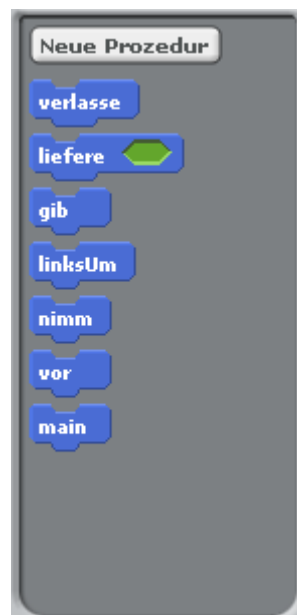 Neue Prozedur
verlasse
liefere
gib
linksUm
nimm
vor
main